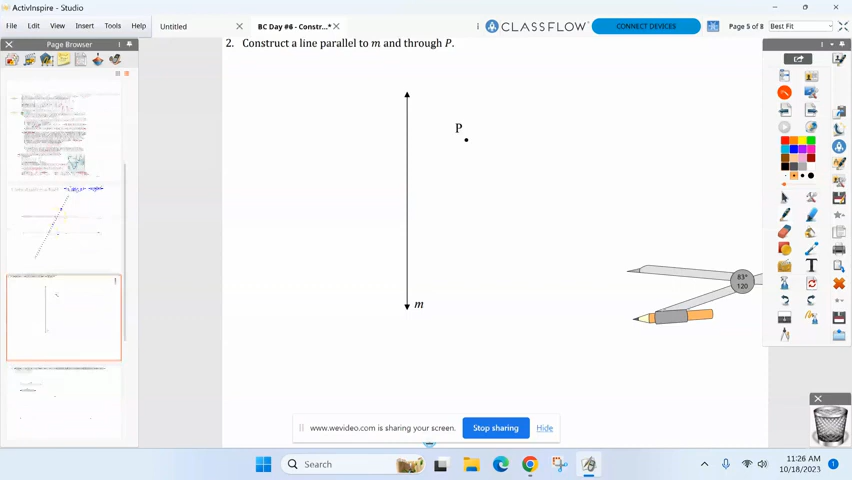 ActivInspire - Studio
File Edit Insert Tools Help Untitled BC Day #6 - Constr...* CLASSFLOW CONNECT DEVICES Page 5 of 8 Best Fit
Page Browser
2. Construct a line parallel to m and through P.
P
m
83°
120
T
www.wevideo.com is sharing your screen. Stop sharing Hide
Search
11:26 AM
10/18/2023
1